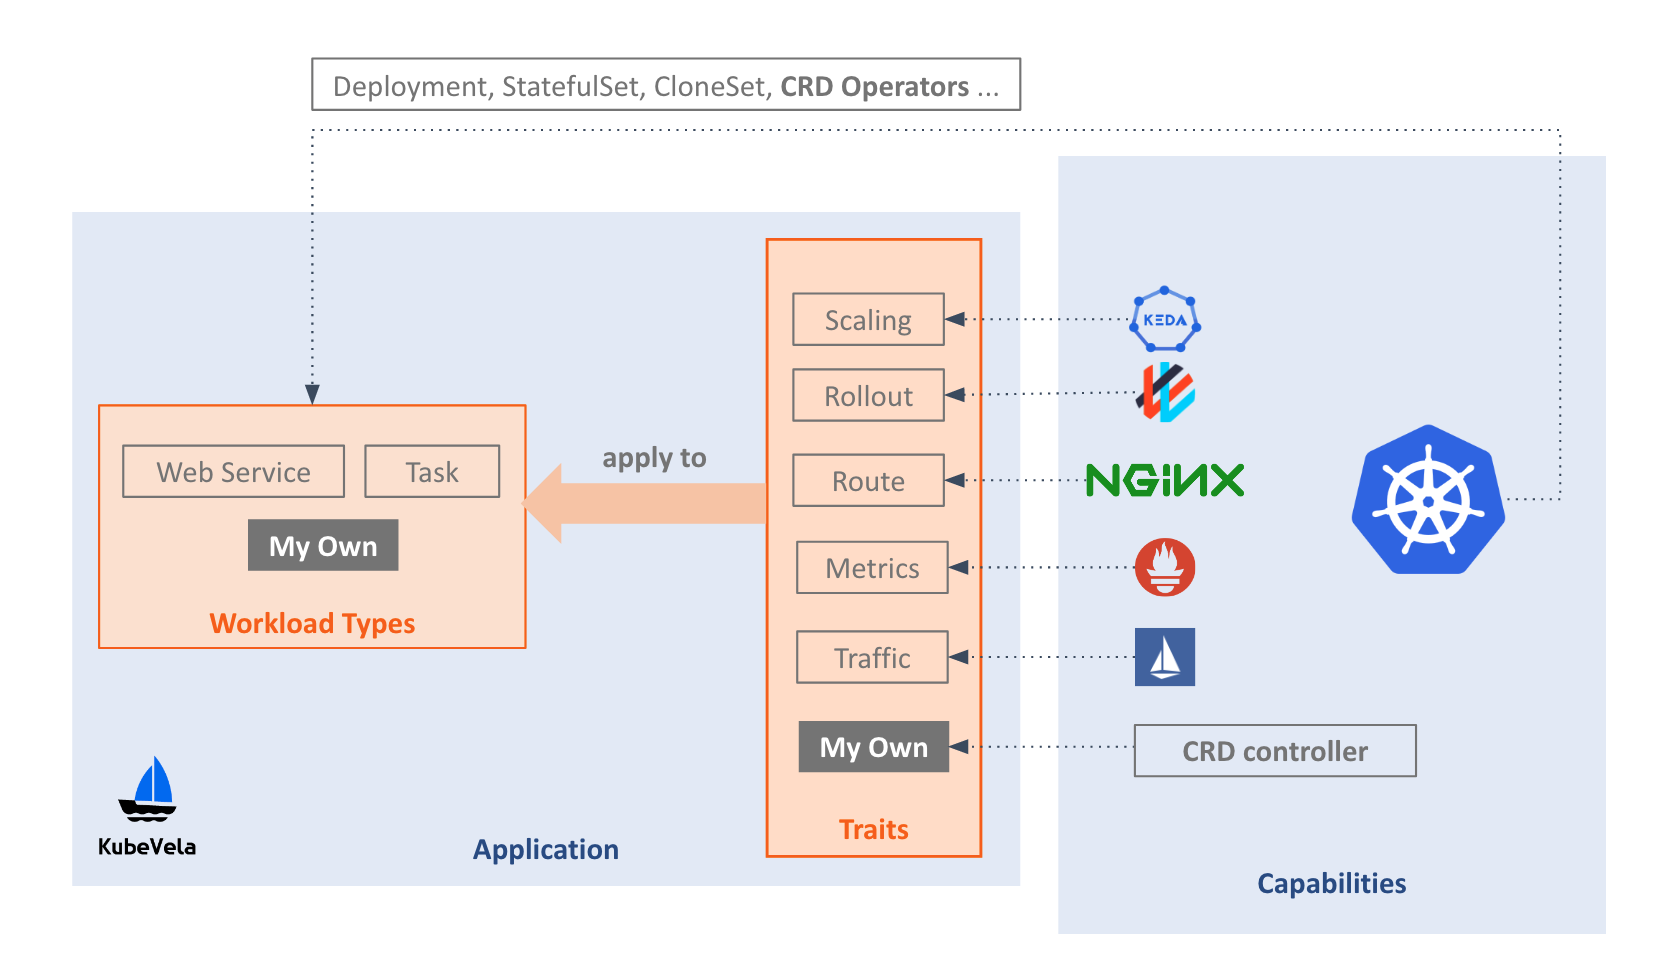 Deployment, StatefulSet, CloneSet, CRD Operators ...
Scaling
KEDA
Rollout
apply to
Web Service
Task
Route
NGINX
My Own
Metrics
Workload Types
Traffic
My Own
CRD controller
Traits
KubeVela
Application
Capabilities